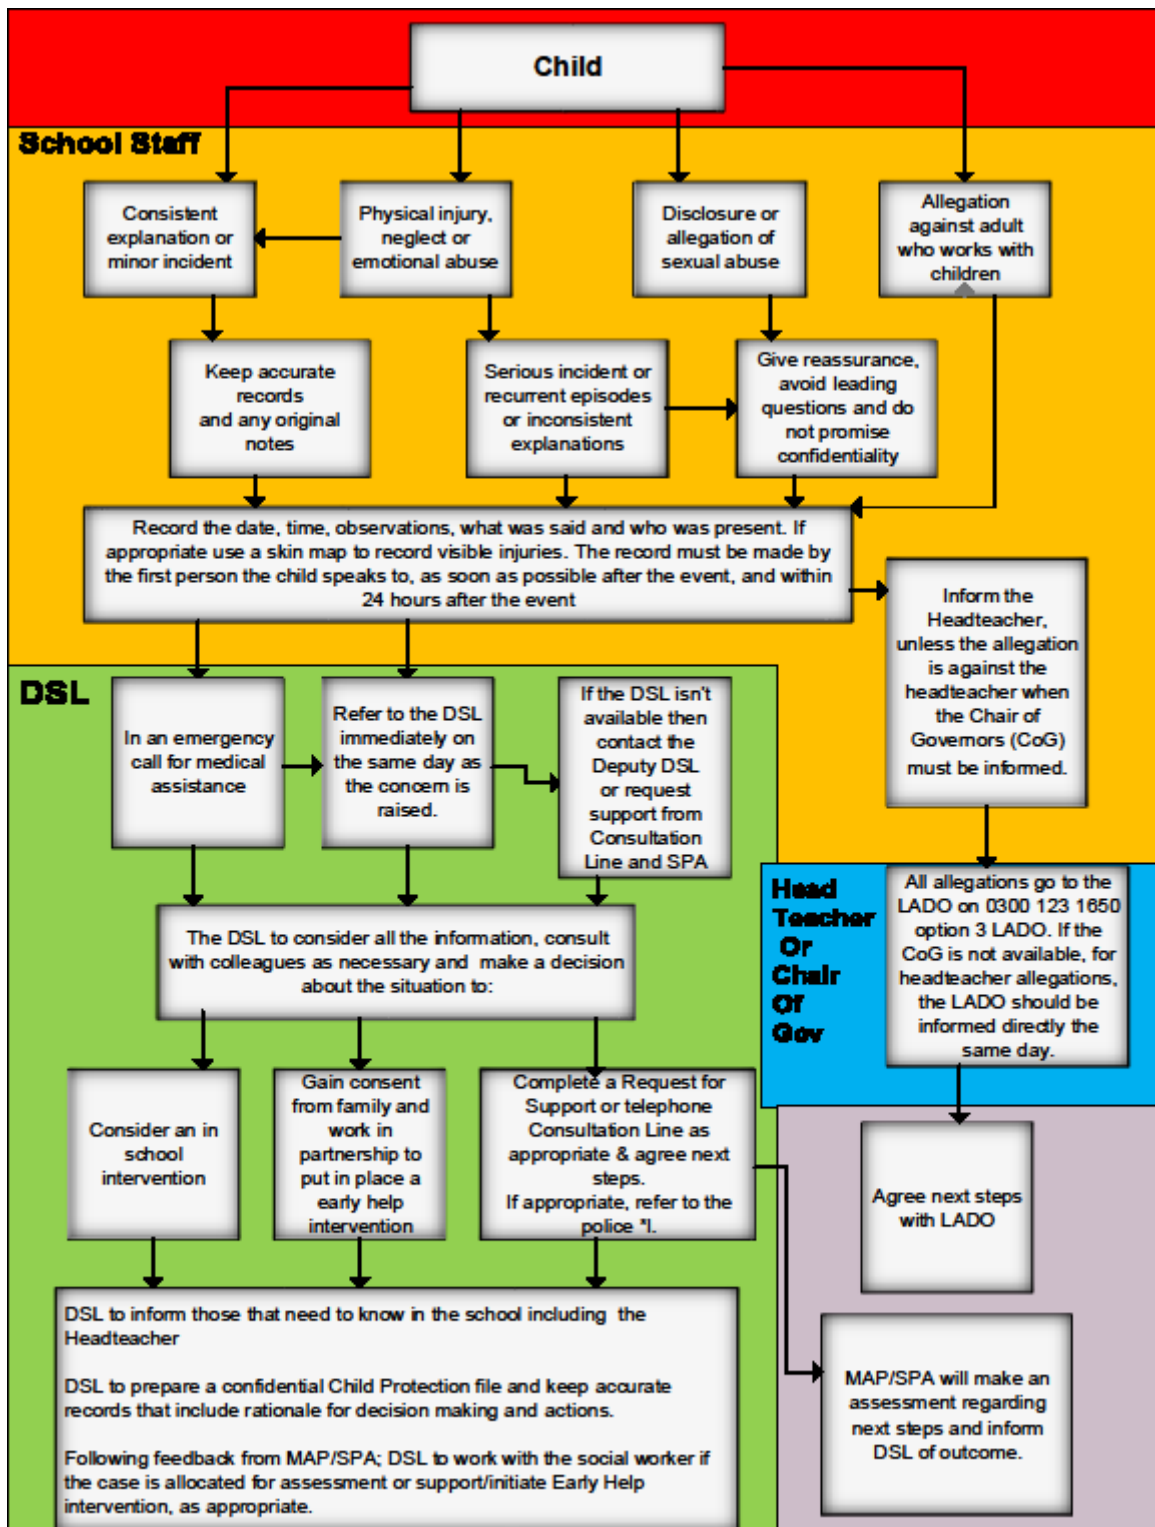 Child
School Staff
Consistent
explanation or
minor incident
Physical injury,
neglect or
emotional abuse
Disclosure or
allegation of
sexual abuse
Allegation
against adult
who works with
children
Keep accurate
records
and any original
notes
Serious incident or
recurrent episodes
or inconsistent
explanations
Give reassurance,
avoid leading
questions and do
not promise
confidentiality
Record the date, time, observations, what was said and who was present. If
appropriate use a skin map to record visible injuries. The record must be made by
the first person the child speaks to, as soon as possible after the event, and within
24 hours after the event
Inform the
Headteacher,
unless the allegation
is against the
headteacher when
the Chair of
Governors (CoG)
must be informed.
DSL
In an emergency
call for medical
assistance
Refer to the DSL
immediately on
the same day as
the concern is
raised.
If the DSL isn't
available then
contact the
Deputy DSL
or request
support from
Consultation
Line and SPA
Head
Teacher
Or
Chair
Of
Gov
All allegations go to the
LADO on 0300 123 1650
option 3 LADO. If the
CoG is not available, for
headteacher allegations,
the LADO should be
informed directly the
same day.
The DSL to consider all the information, consult
with colleagues as necessary and make a decision
about the situation to:
Consider an in
school
intervention
Gain consent
from family and
work in
partnership to
put in place a
early help
intervention
Complete a Request for
Support or telephone
Consultation Line as
appropriate & agree next
steps.
If appropriate, refer to the
police *I.
Agree next steps
with LADO
DSL to inform those that need to know in the school including the
Headteacher
DSL to prepare a confidential Child Protection file and keep accurate
records that include rationale for decision making and actions.
Following feedback from MAP/SPA; DSL to work with the social worker if
the case is allocated for assessment or support/initiate Early Help
intervention, as appropriate.
MAP/SPA will make an
assessment regarding
next steps and inform
DSL of outcome.